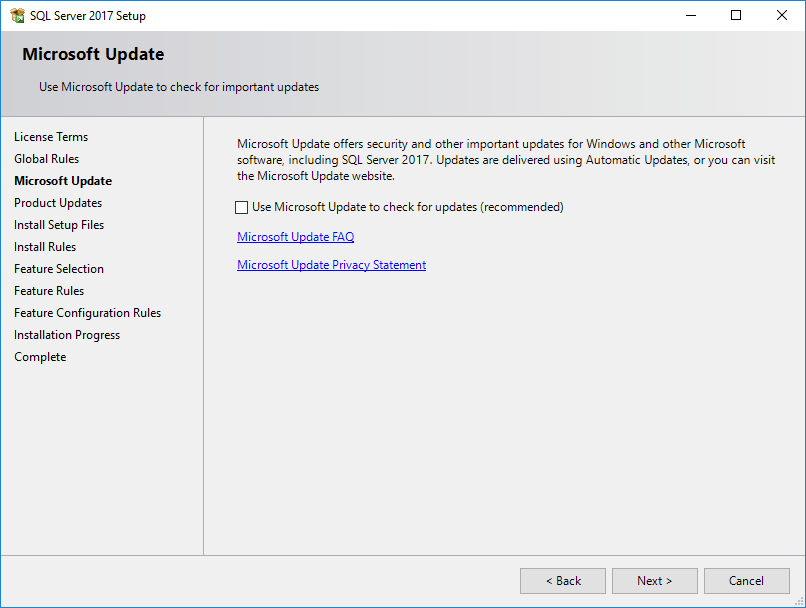 SQL Server 2017 Setup
Microsoft Update
Use Microsoft Update to check for important updates
License Terms
Global Rules
Microsoft Update
Product Updates
Install Setup Files
Install Rules
Feature Selection
Feature Rules
Feature Configuration Rules
Installation Progress
Complete
Microsoft Update offers security and other important updates for Windows and other Microsoft
software, including SQL Server 2017. Updates are delivered using Automatic Updates, or you can visit
the Microsoft Update website.
Use Microsoft Update to check for updates (recommended)
Microsoft Update FAQ
Microsoft Update Privacy Statement
< Back
Next >
Cancel